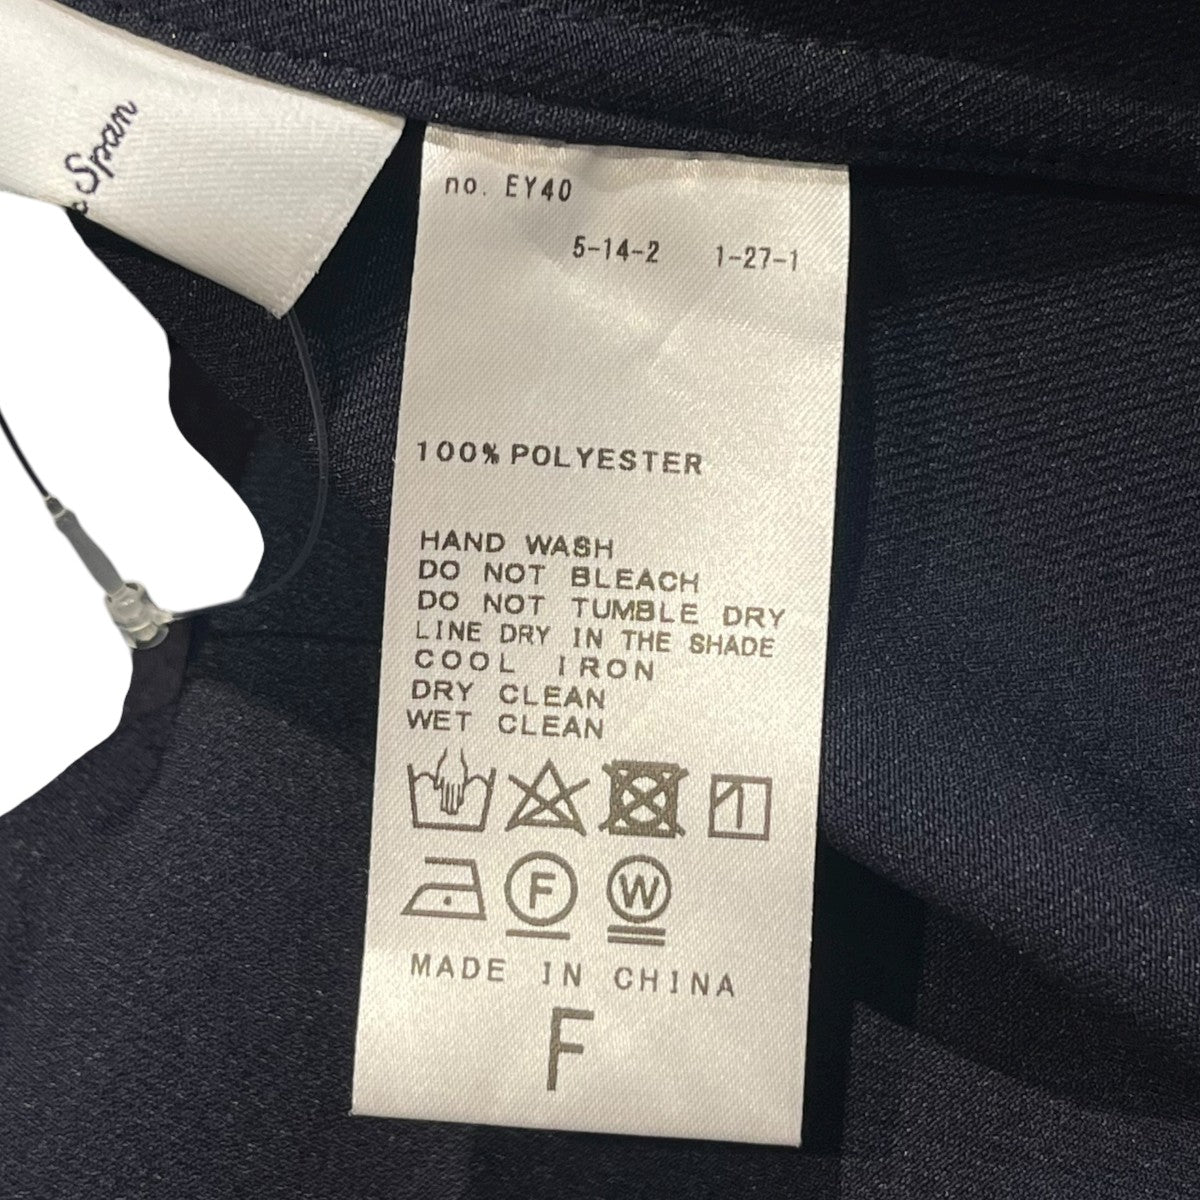 Span
no. EY40
5-14-2 1-27-1
100% POLYESTER
HAND WASH
DO NOT BLEACH
DO NOT TUMBLE DRY
LINE DRY IN THE SHADE
COOL IRON
DRY CLEAN
WET CLEAN
F W
MADE IN CHINA
F